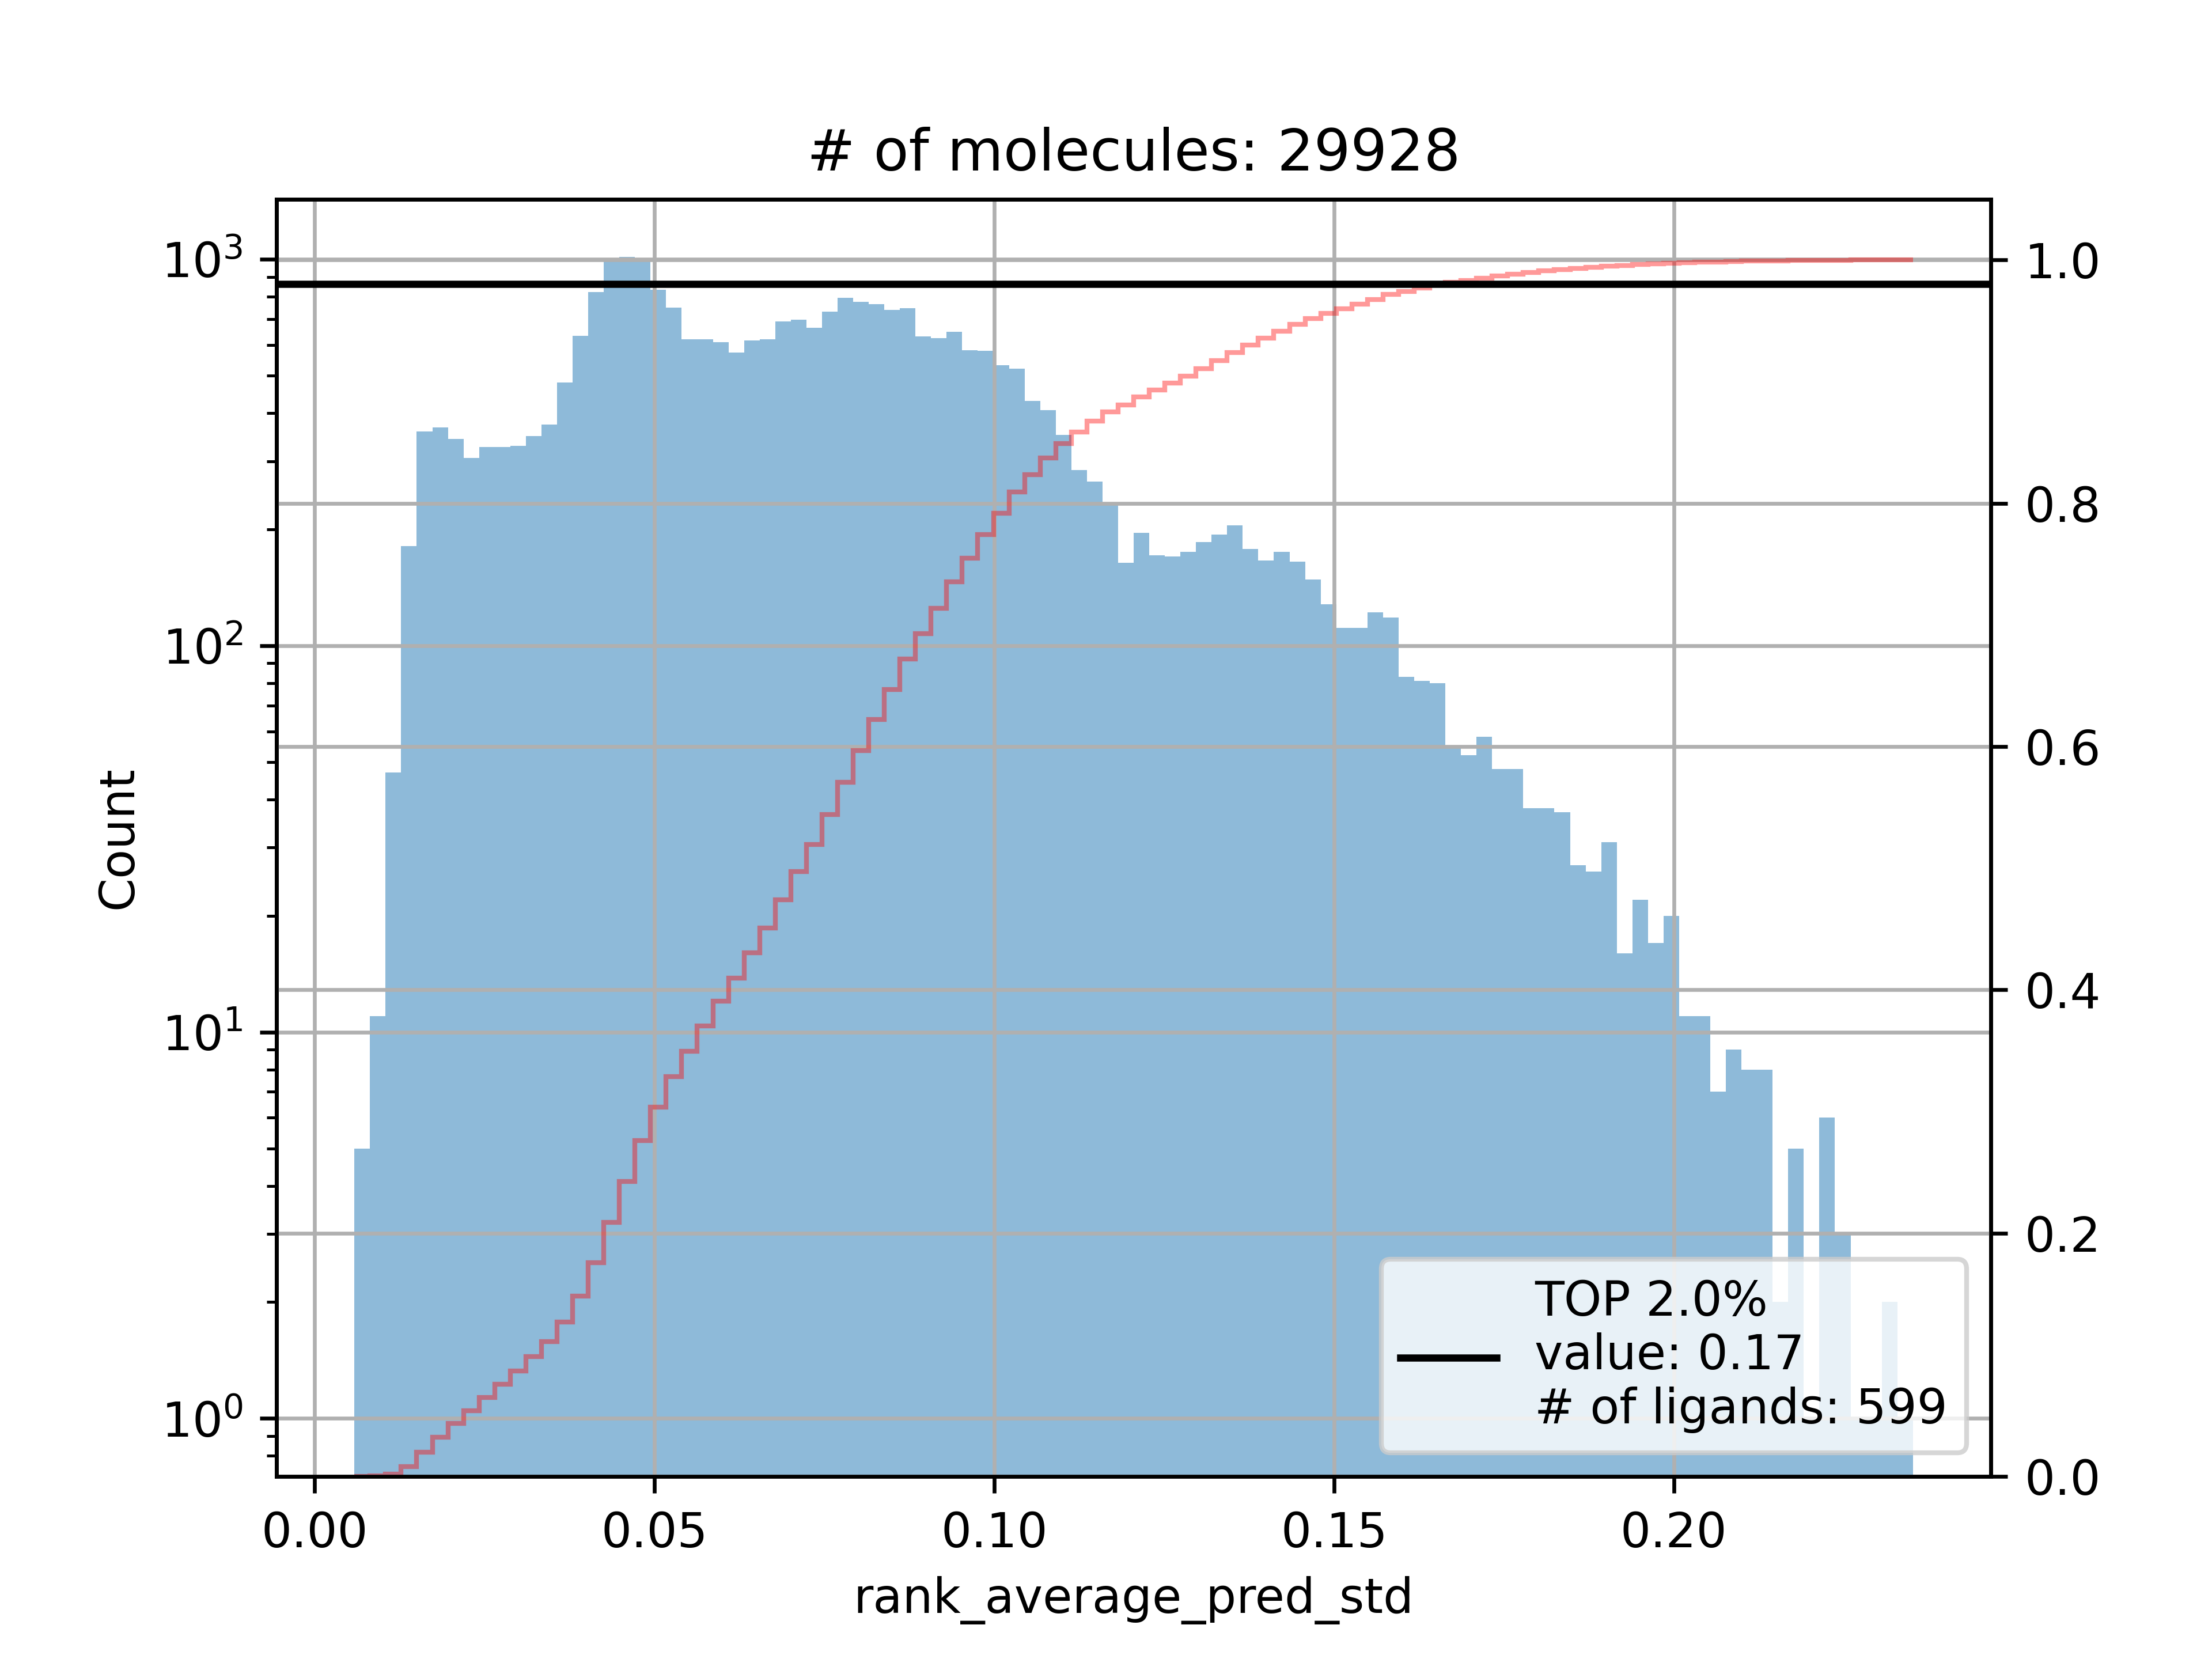 # of molecules: 29928
10³
10²
10¹
10⁰
Count
1.0
0.8
0.6
0.4
0.2
0.0
TOP 2.0%
value: 0.17
# of ligands: 599
0.00 0.05 0.10 0.15 0.20
rank_average_pred_std